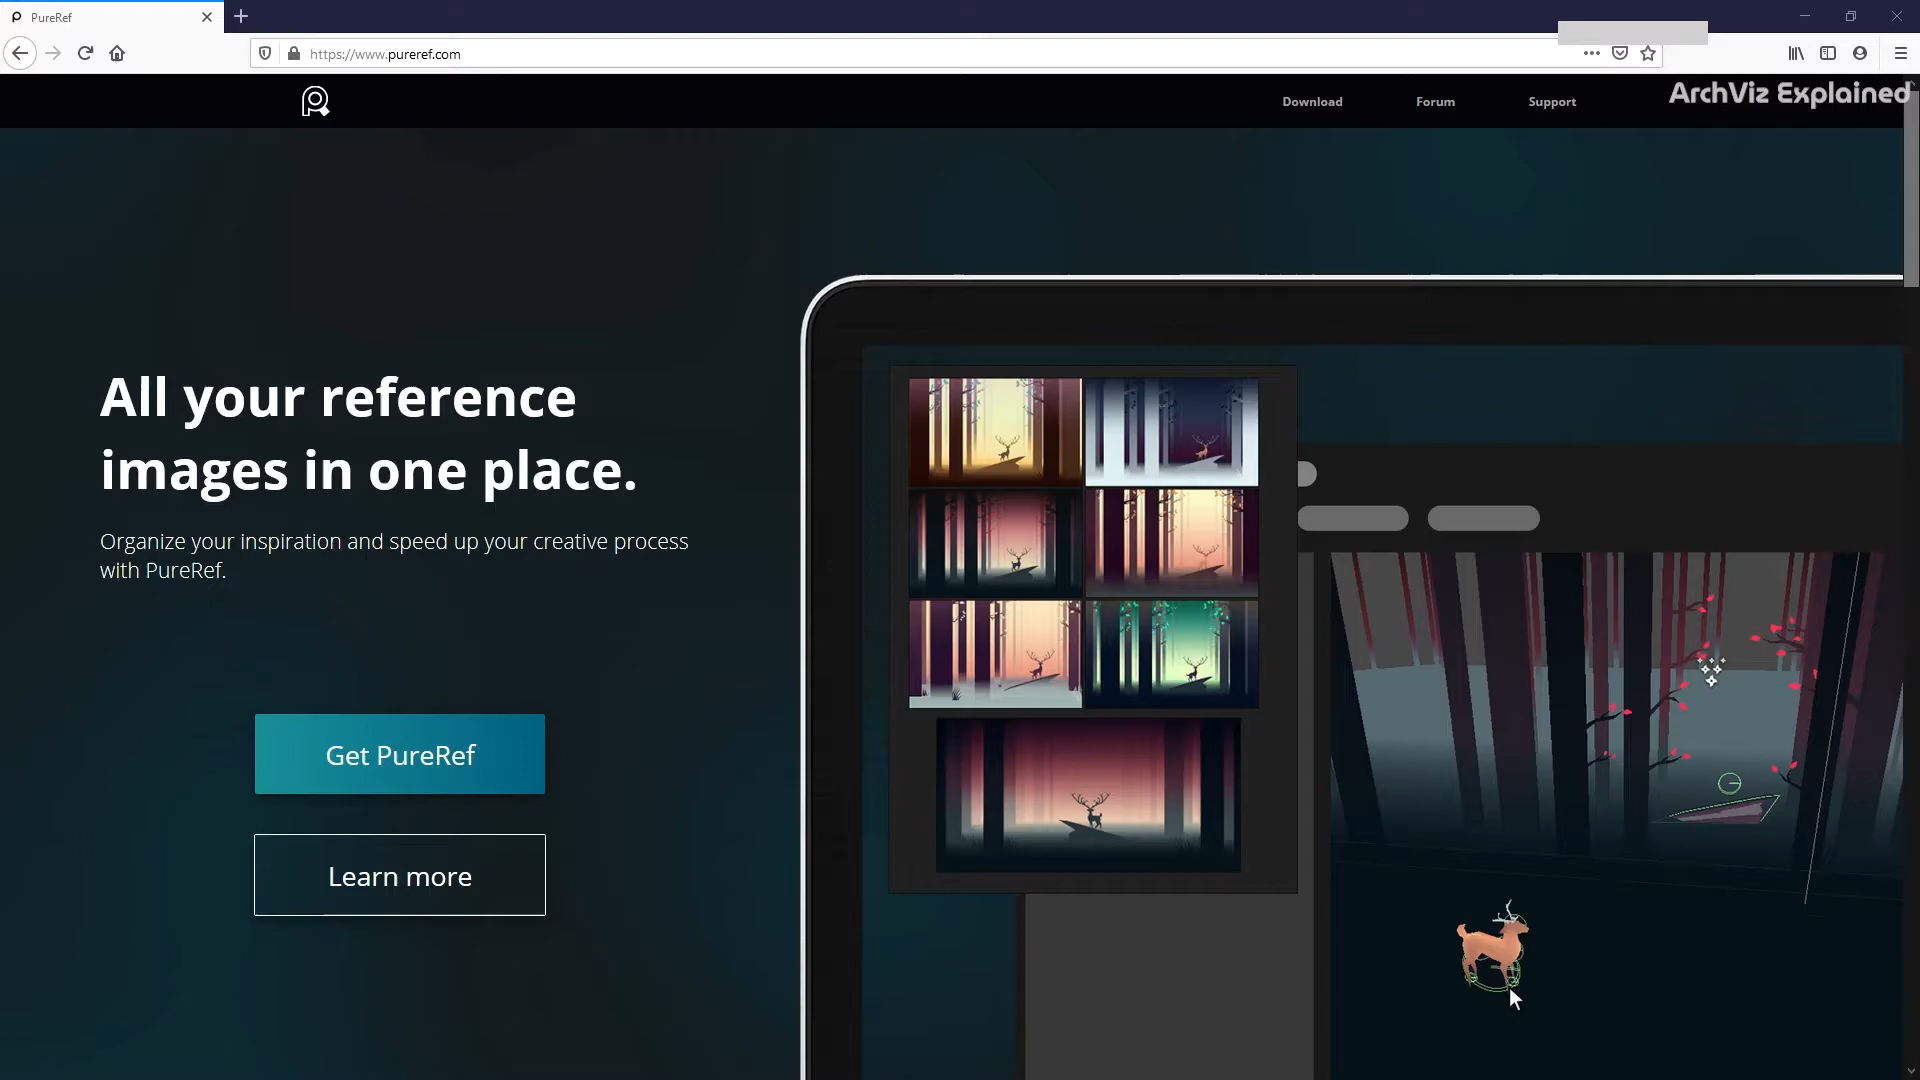 PureRef
https://www.pureref.com
Download
Forum
Support
ArchViz Explained
All your reference
images in one place.
Organize your inspiration and speed up your creative process
with PureRef.
Get PureRef
Learn more